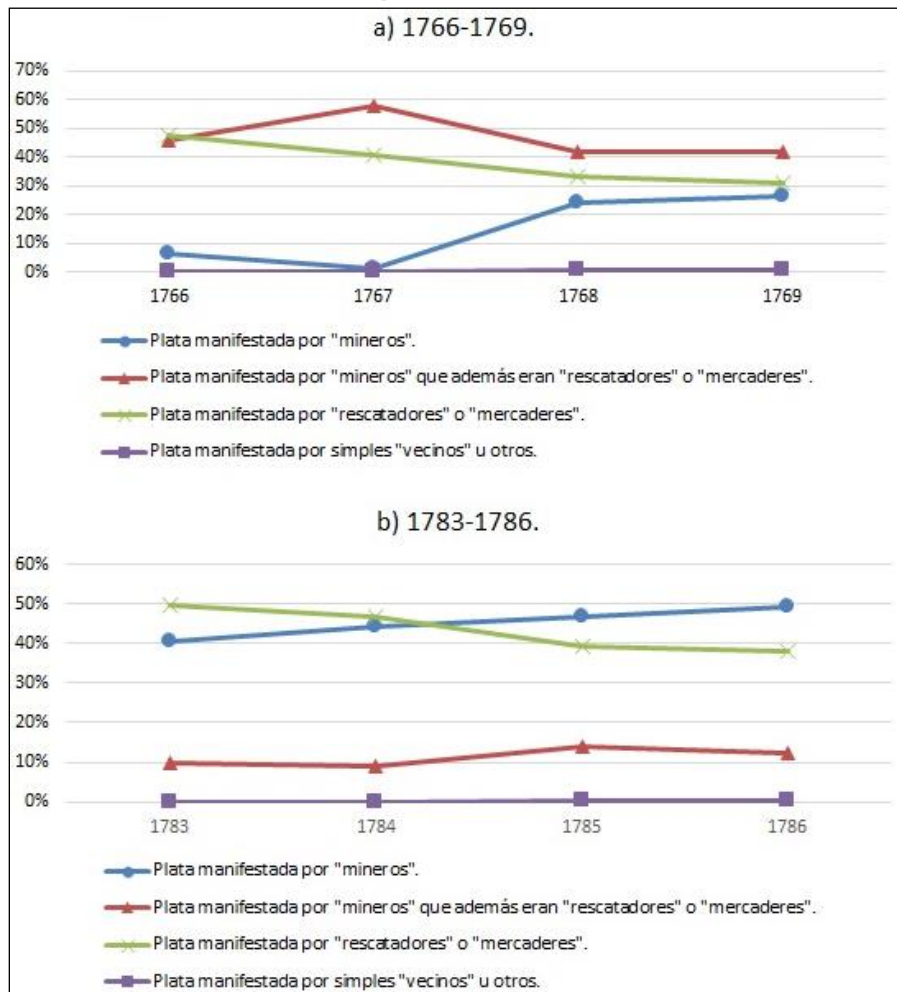 a) 1766-1769.
70%
60%
50%
40%
30%
20%
10%
0%
1766 1767 1768 1769
Plata manifestada por "mineros".
Plata manifestada por "mineros" que además eran "rescatadores" o "mercaderes".
Plata manifestada por "rescatadores" o "mercaderes".
Plata manifestada por simples "vecinos" u otros.
b) 1783-1786.
60%
50%
40%
30%
20%
10%
0%
1783 1784 1785 1786
Plata manifestada por "mineros".
Plata manifestada por "mineros" que además eran "rescatadores" o "mercaderes".
Plata manifestada por "rescatadores" o "mercaderes".
Plata manifestada por simples "vecinos" u otros.